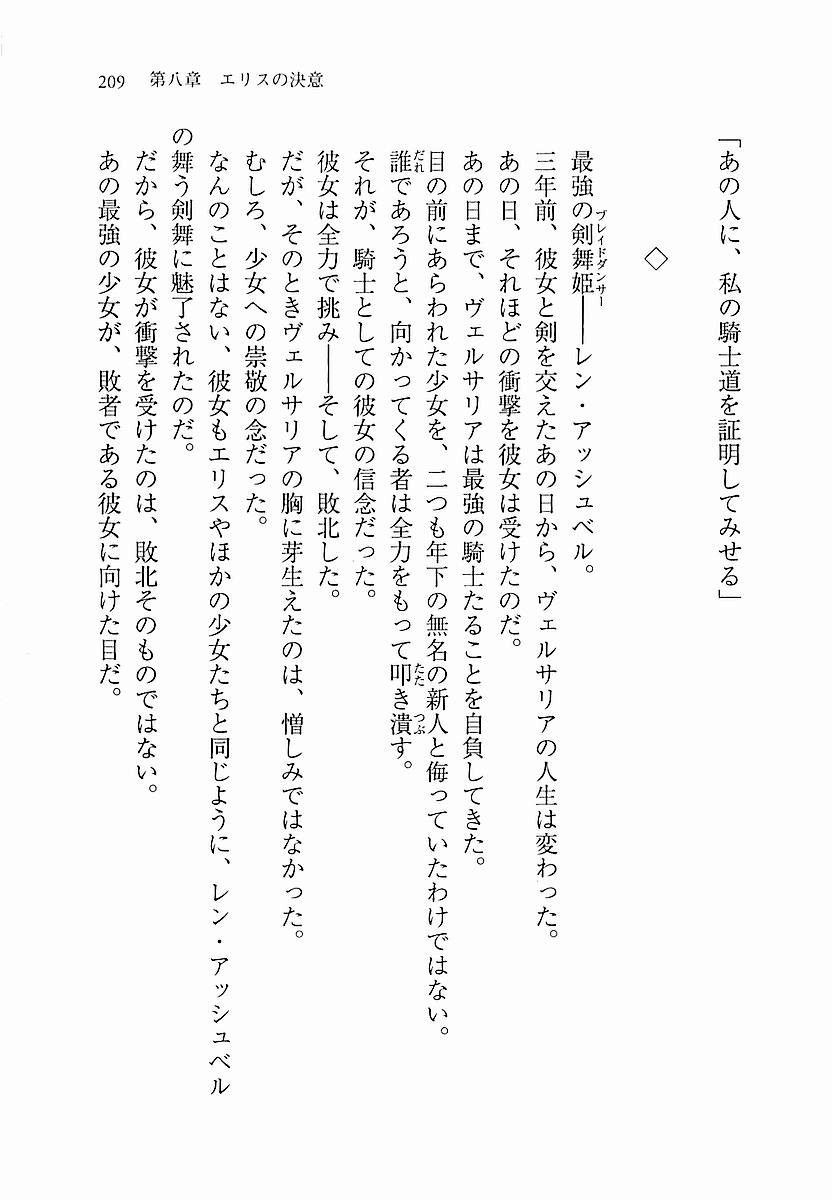 209　第八章　エリスの決意
「あの人に、私の騎士道を証明してみせる」
◇
最強の剣舞姫――レン・アッシュベル。
ブレイドダンサー
三年前、彼女と剣を交えたあの日から、ヴェルサリアの人生は変わった。
あの日、それほどの衝撃を彼女は受けたのだ。
あの日まで、ヴェルサリアは最強の騎士たることを自負してきた。
目の前にあらわれた少女を、二つも年下の無名の新人と侮っていたわけではない。
誰であろうと、向かってくる者は全力をもって叩き潰す。
だれ
たた
つぶ
それが、騎士としての彼女の信念だった。
彼女は全力で挑み――そして、敗北した。
だが、そのときヴェルサリアの胸に芽生えたのは、憎しみではなかった。
むしろ、少女への崇敬の念だった。
なんのことはない、彼女もエリスやほかの少女たちと同じように、レン・アッシュベル
の舞う剣舞に魅了されたのだ。
だから、彼女が衝撃を受けたのは、敗北そのものではない。
あの最強の少女が、敗者である彼女に向けた目だ。